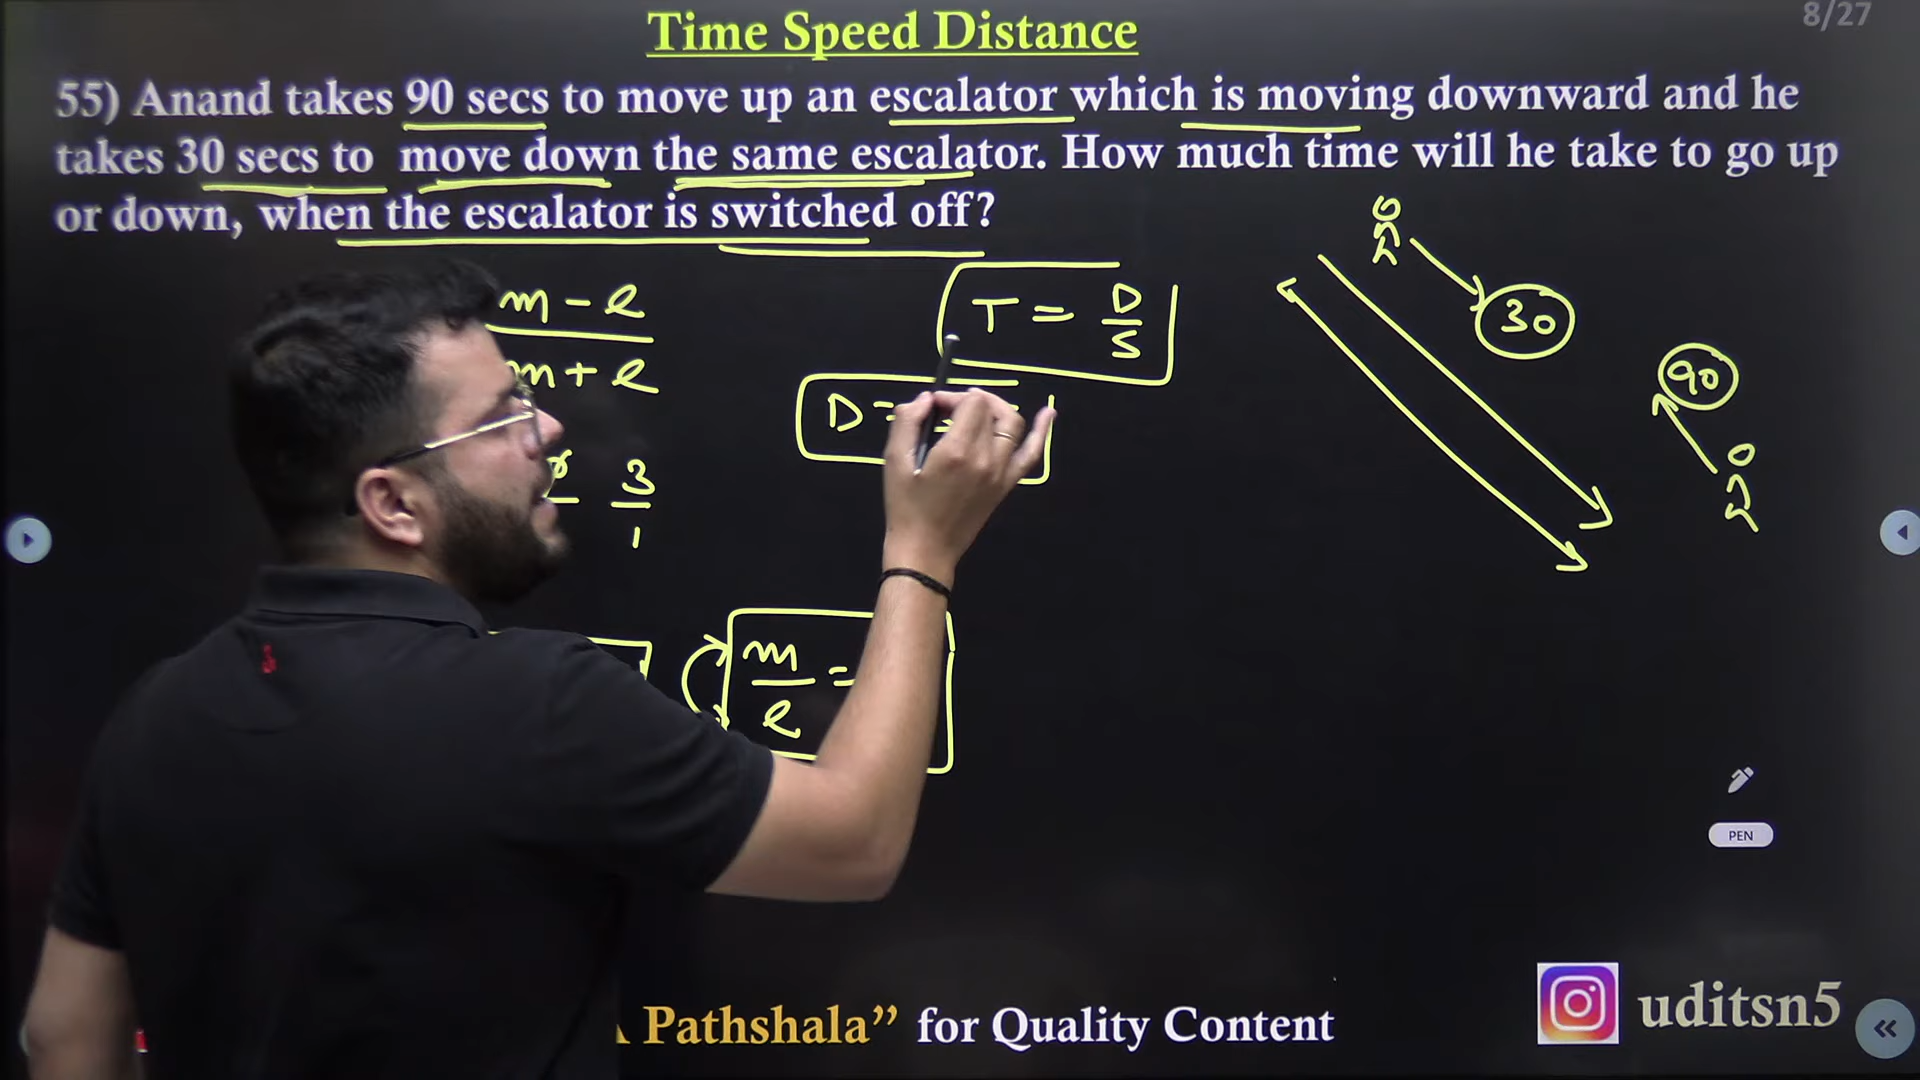 8/27
Time Speed Distance
55) Anand takes 90 secs to move up an escalator which is moving downward and he
takes 30 secs to move down the same escalator. How much time will he take to go up
or down, when the escalator is switched off?
m - e
m + e
T = D/S
D =
3/1
30
90
m/e =
PEN
Pathshala” for Quality Content
uditsn5